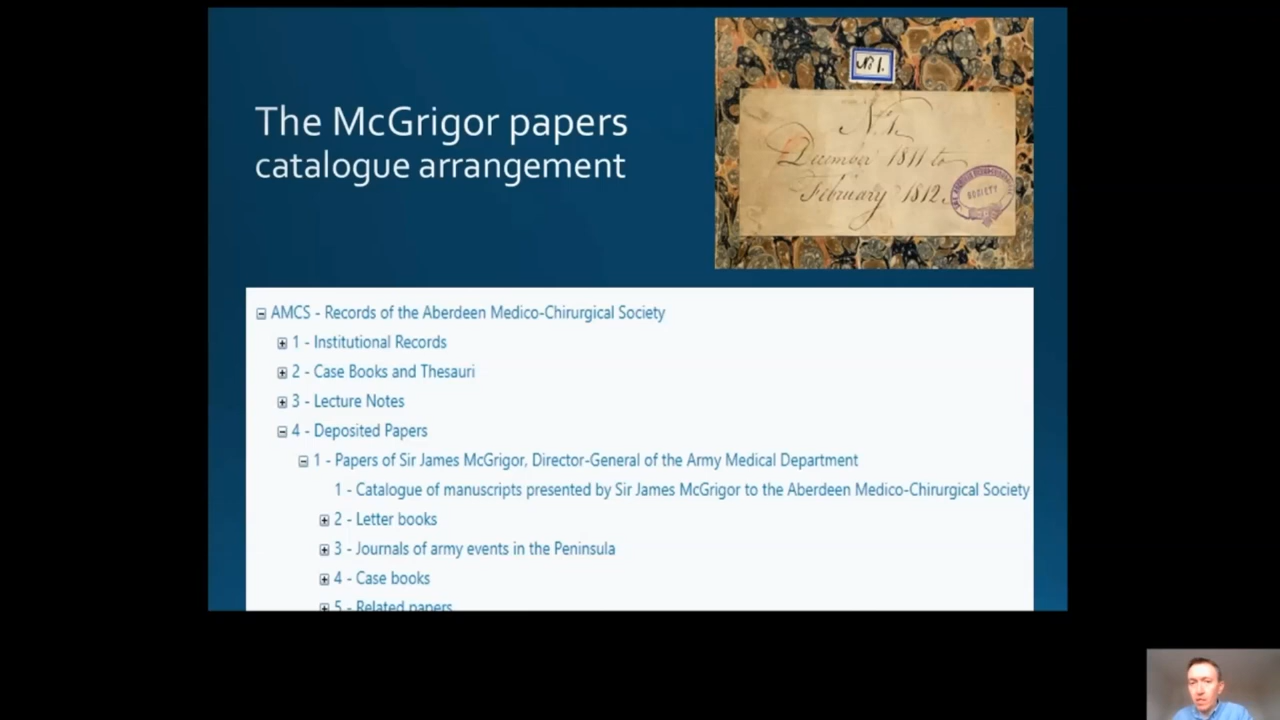 The McGrigor papers
catalogue arrangement
No 1.
No 1.
December 1811 to
February 1812.
SOCIETY
AMCS - Records of the Aberdeen Medico-Chirurgical Society
1 - Institutional Records
2 - Case Books and Thesauri
3 - Lecture Notes
4 - Deposited Papers
1 - Papers of Sir James McGrigor, Director-General of the Army Medical Department
1 - Catalogue of manuscripts presented by Sir James McGrigor to the Aberdeen Medico-Chirurgical Society
2 - Letter books
3 - Journals of army events in the Peninsula
4 - Case books
5 - Related papers